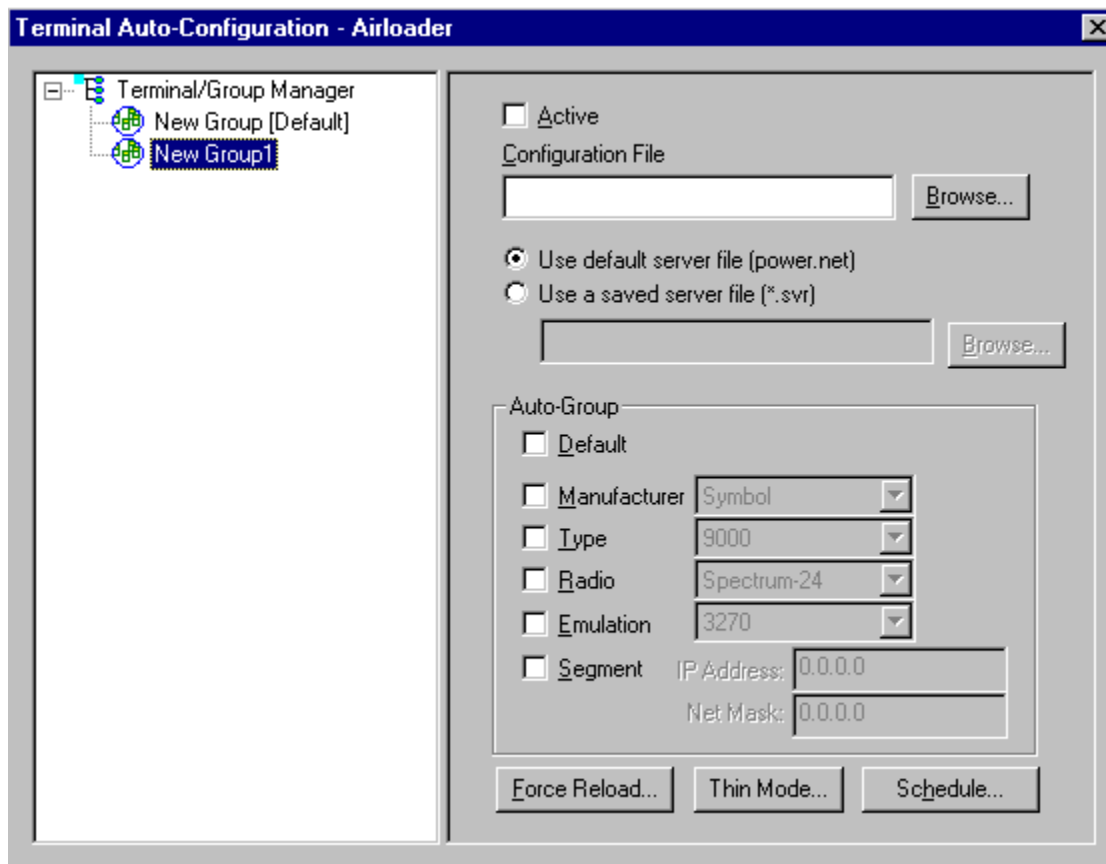 Terminal Auto-Configuration - Airloader
Terminal/Group Manager
New Group [Default]
New Group1
Active
Configuration File
Browse...
Use default server file (power.net)
Use a saved server file (*.svr)
Browse...
Auto-Group
Default
Manufacturer Symbol
Type 9000
Radio Spectrum-24
Emulation 3270
Segment IP Address: 0.0.0.0
Net Mask: 0.0.0.0
Force Reload... Thin Mode... Schedule...